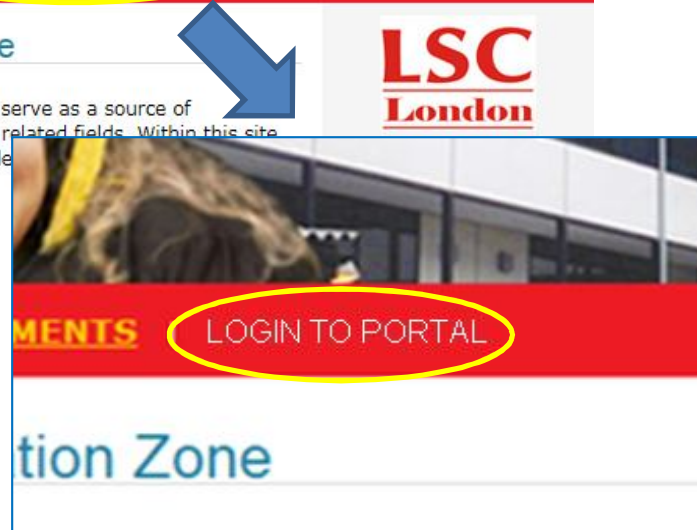 e
LSC
London
serve as a source of
related fields. Within this site
MENTS LOGIN TO PORTAL
tion Zone